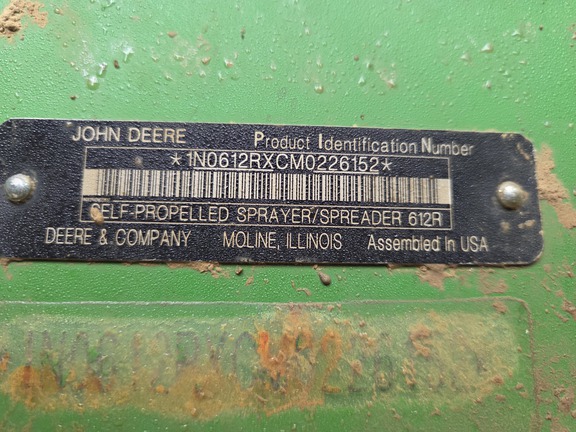 JOHN DEERE
Product Identification Number
*1N0612RXCM0226152*
SELF-PROPELLED SPRAYER/SPREADER 612R
DEERE & COMPANY MOLINE, ILLINOIS Assembled In USA